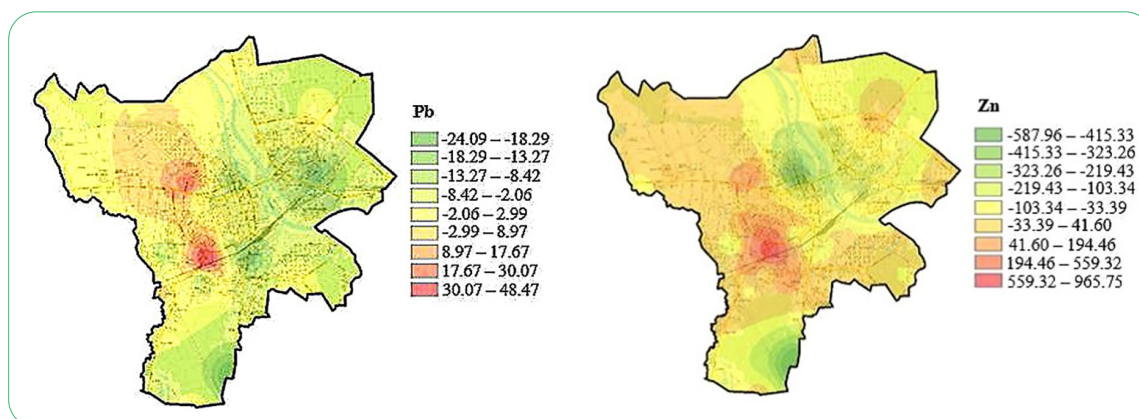 Pb
-24.09 – -18.29
-18.29 – -13.27
-13.27 – -8.42
-8.42 – -2.06
-2.06 – 2.99
-2.99 – 8.97
8.97 – 17.67
17.67 – 30.07
30.07 – 48.47
Zn
-587.96 – -415.33
-415.33 – -323.26
-323.26 – -219.43
-219.43 – -103.34
-103.34 – -33.39
-33.39 – 41.60
41.60 – 194.46
194.46 – 559.32
559.32 – 965.75